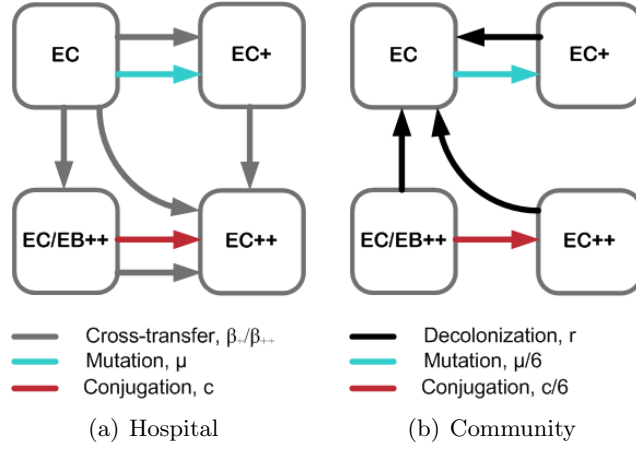 EC
EC+
EC/EB++
EC++
Cross-transfer, β₊/β₊₊
Mutation, μ
Conjugation, c
(a) Hospital
EC
EC+
EC/EB++
EC++
Decolonization, r
Mutation, μ/6
Conjugation, c/6
(b) Community